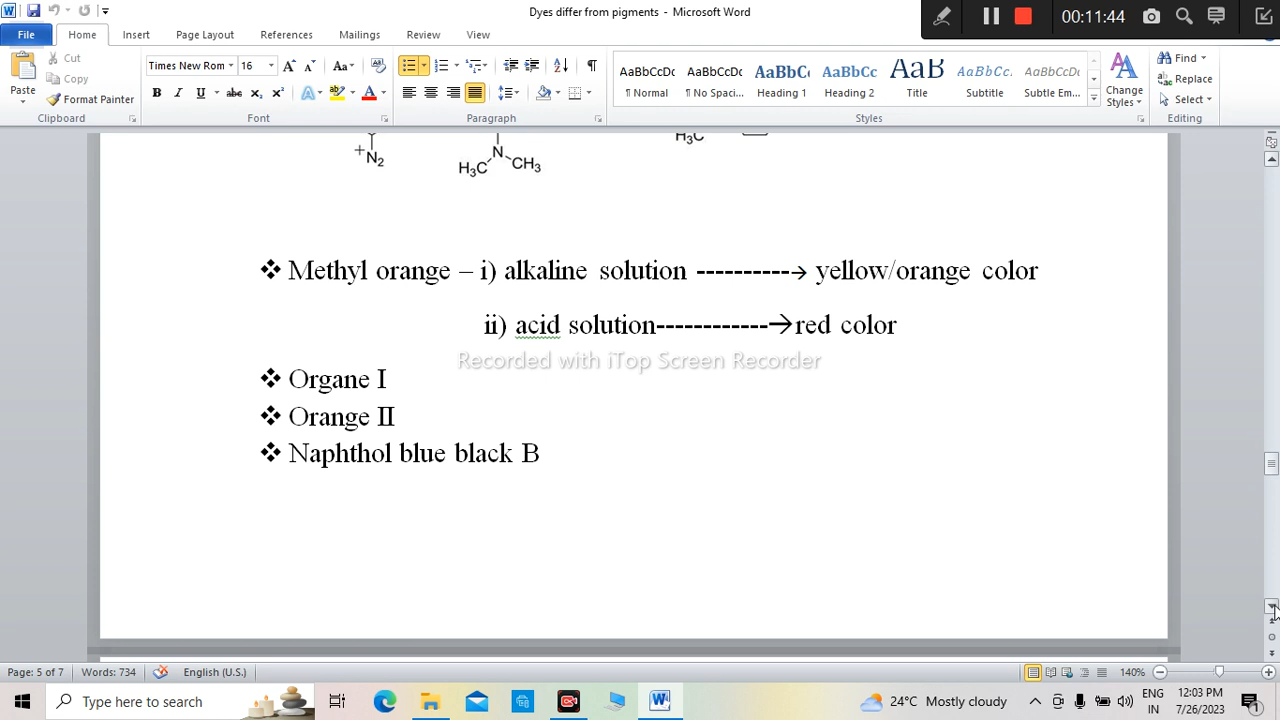 Dyes differ from pigments - Microsoft Word
00:11:44
File Home Insert Page Layout References Mailings Review View
Paste
Cut
Copy
Format Painter
Clipboard
Times New Rom 16
Font
Paragraph
AaBbCcDc AaBbCcDc AaBbCc AaBbCc AaB AaBbCcL AaBbCcDc
¶ Normal ¶ No Spaci... Heading 1 Heading 2 Title Subtitle Subtle Em...
Change Styles
Styles
Find
Replace
Select
Editing
+N2
N
H3C CH3
H3C
❖ Methyl orange – i) alkaline solution ----------→ yellow/orange color
ii) acid solution------------→red color
Recorded with iTop Screen Recorder
❖ Organe I
❖ Orange II
❖ Naphthol blue black B
Page: 5 of 7 Words: 734 English (U.S.) 140%
Type here to search
24°C Mostly cloudy
ENG IN
12:03 PM
7/26/2023